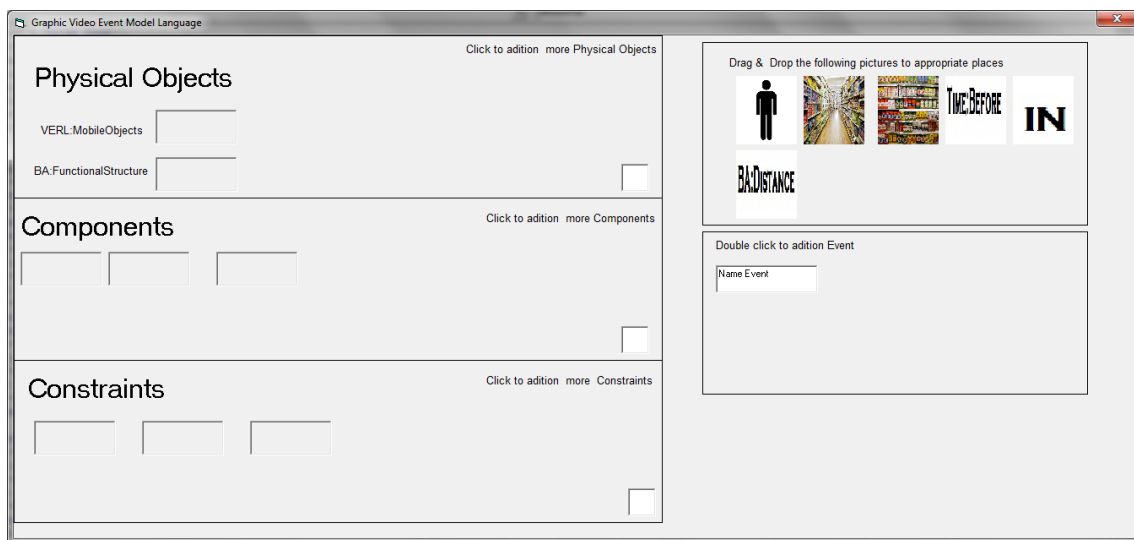 Graphic Video Event Model Language
Click to adition more Physical Objects
Physical Objects
VERL:MobileObjects
BA:FunctionalStructure
Click to adition more Components
Components
Click to adition more Constraints
Constraints
Drag & Drop the following pictures to appropriate places
TIME:BEFORE
IN
BA:DISTANCE
Double click to adition Event
Name Event